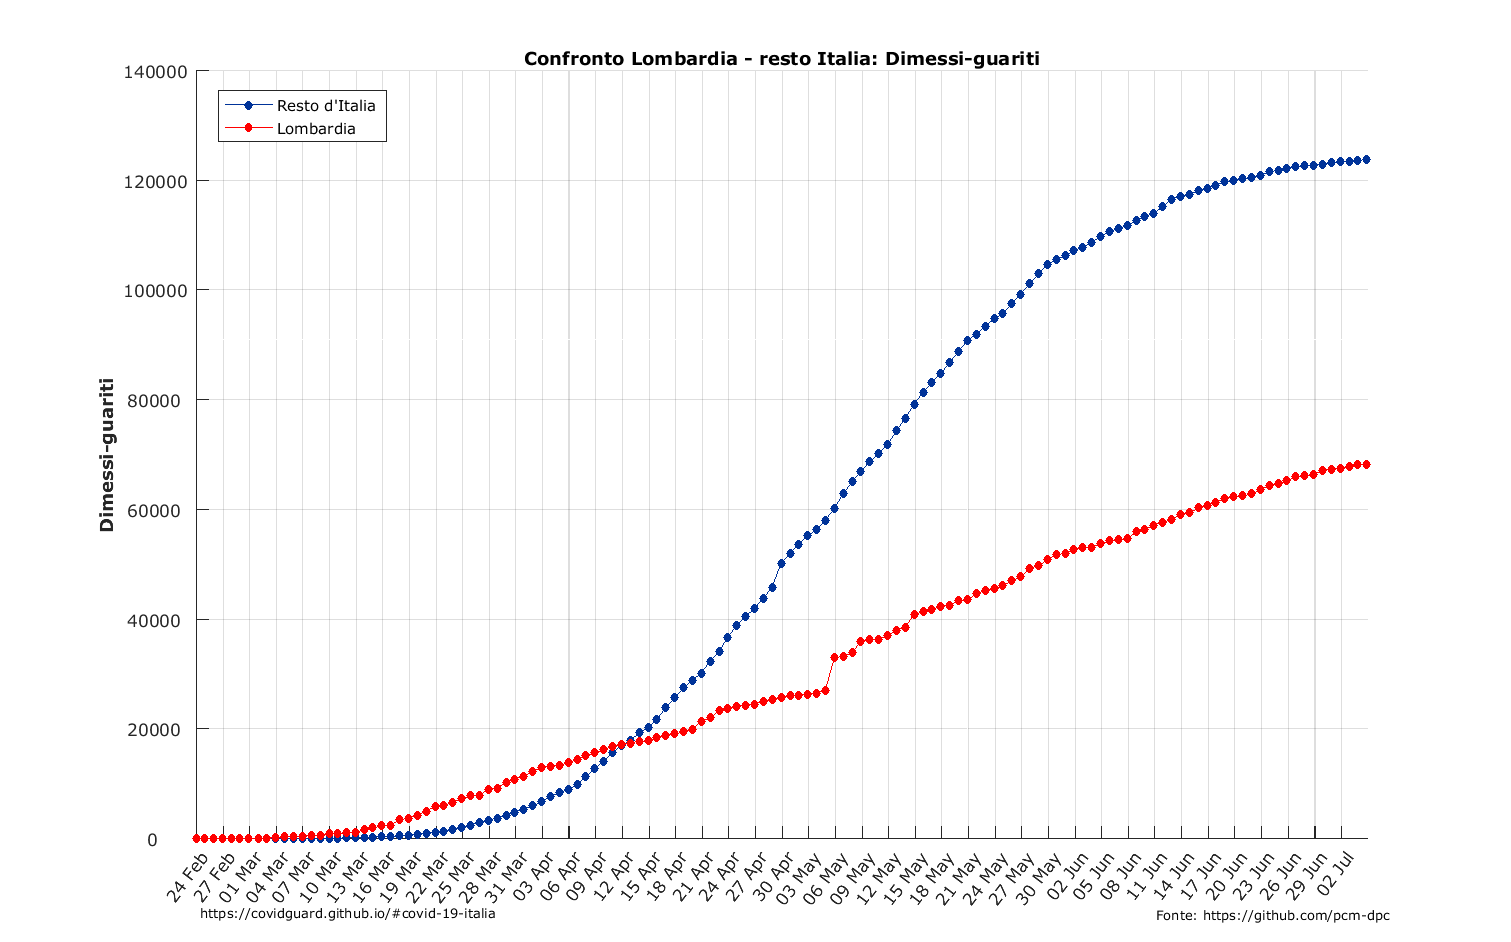 Confronto Lombardia - resto Italia: Dimessi-guariti
140000
120000
100000
80000
60000
40000
20000
0
Dimessi-guariti
Resto d'Italia
Lombardia
24 Feb
27 Feb
01 Mar
04 Mar
07 Mar
10 Mar
13 Mar
16 Mar
19 Mar
22 Mar
25 Mar
28 Mar
31 Mar
03 Apr
06 Apr
09 Apr
12 Apr
15 Apr
18 Apr
21 Apr
24 Apr
27 Apr
30 Apr
03 May
06 May
09 May
12 May
15 May
18 May
21 May
24 May
27 May
30 May
02 Jun
05 Jun
08 Jun
11 Jun
14 Jun
17 Jun
20 Jun
23 Jun
26 Jun
29 Jun
02 Jul
https://covidguard.github.io/#covid-19-italia
Fonte: https://github.com/pcm-dpc